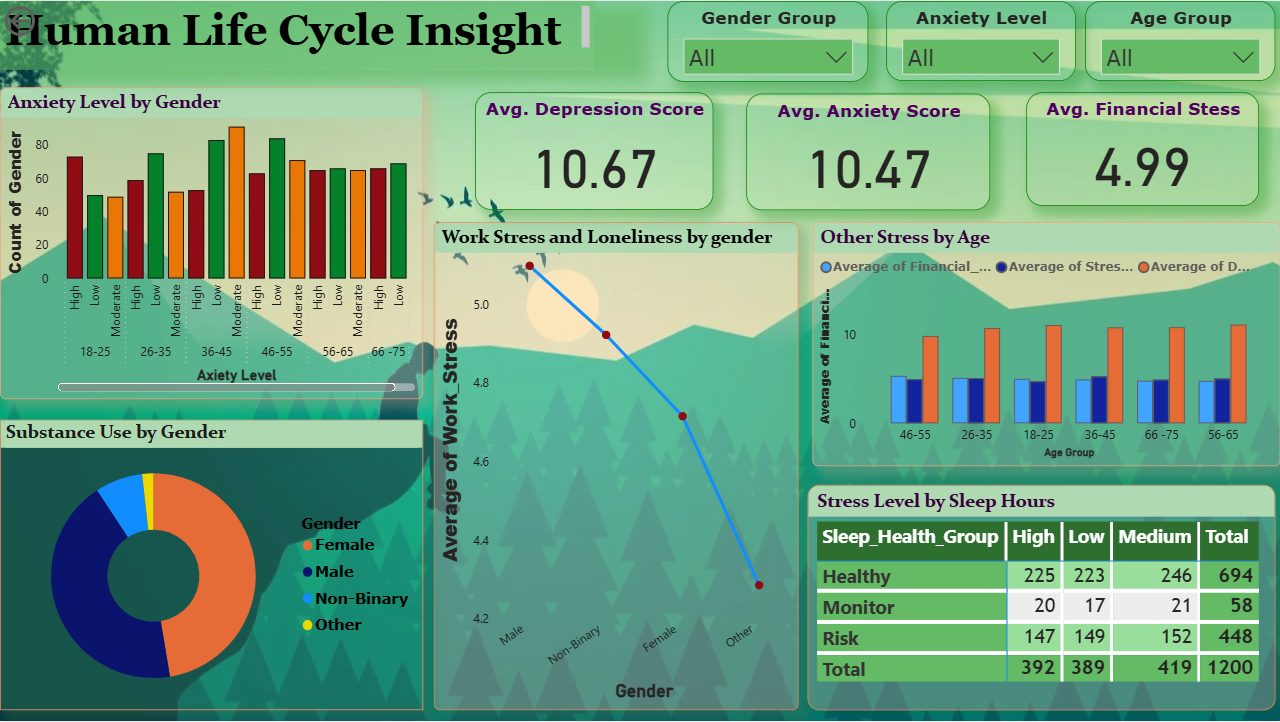 Human Life Cycle Insight
Gender Group
All
Anxiety Level
All
Age Group
All
Anxiety Level by Gender
Count of Gender
80
60
40
20
0
High
Low
Moderate
High
Low
Moderate
High
Low
Moderate
High
Low
Moderate
High
Low
Moderate
High
Low
18-25
26-35
36-45
46-55
56-65
66 -75
Axiety Level
Avg. Depression Score
10.67
Avg. Anxiety Score
10.47
Avg. Financial Stess
4.99
Work Stress and Loneliness by gender
Average of Work_Stress
5.0
4.8
4.6
4.4
4.2
Male
Non-Binary
Female
Other
Gender
Other Stress by Age
Average of Financial_... Average of Stres... Average of D...
Average of Financi...
10
0
46-55
26-35
18-25
36-45
66 -75
56-65
Age Group
Substance Use by Gender
Gender
Female
Male
Non-Binary
Other
Stress Level by Sleep Hours
Sleep_Health_Group High Low Medium Total
Healthy 225 223 246 694
Monitor 20 17 21 58
Risk 147 149 152 448
Total 392 389 419 1200